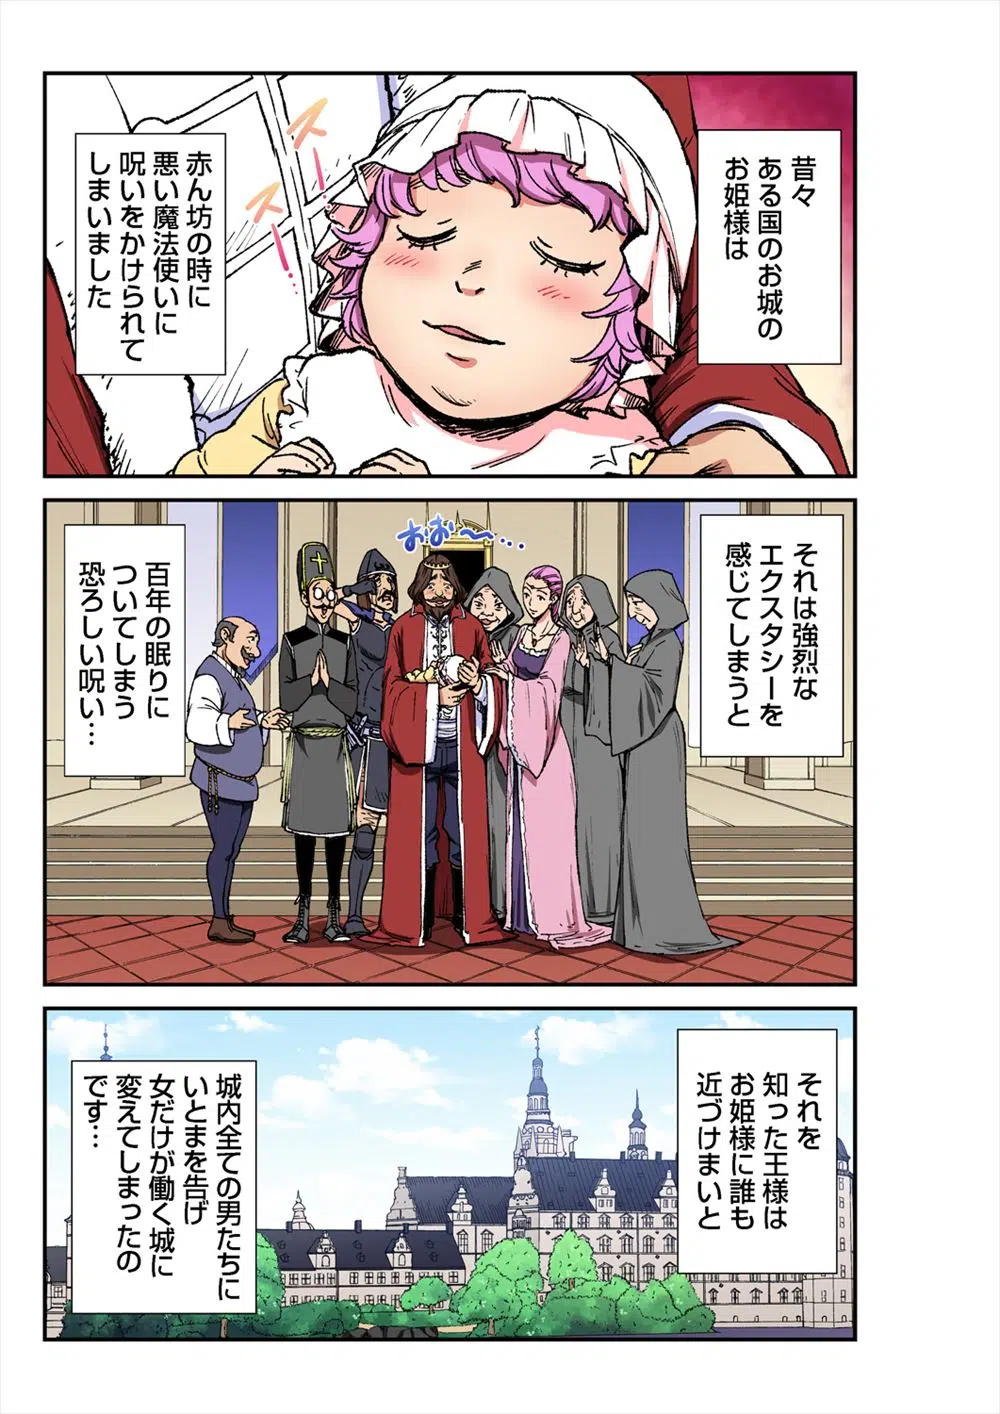 昔々
ある国のお城の
お姫様は
赤ん坊の時に
悪い魔法使いに
呪いをかけられて
しまいました
スー…
スー…
それは強烈な
エクスタシーを
感じてしまうと
おお〜…
百年の眠りに
ついてしまう
恐ろしい呪い…
それを
知った王様は
お姫様に誰も
近づけまいと
城内全ての男たちに
いとまを告げ
女だけが働く城に
変えてしまったの
です…